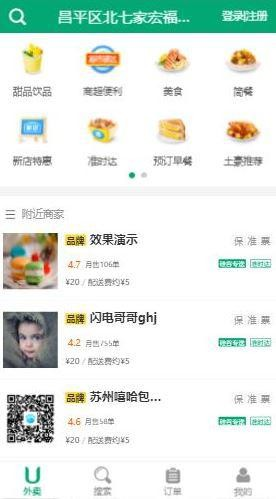 昌平区北七家宏福... 登录|注册
甜品饮品 商超便利 美食 简餐
新店特惠 准时达 预订早餐 土豪推荐
附近商家
品牌 效果演示 保 准 票
4.7 月售106单 硅谷专送 准时达
¥20 / 配送费约¥5
品牌 闪电哥哥ghj 保 准 票
4.2 月售755单 硅谷专送 准时达
¥20 / 配送费约¥5
品牌 苏州嘻哈包... 保 准 票
4.6 月售58单 硅谷专送 准时达
¥20 / 配送费约¥5
外卖 搜索 订单 我的